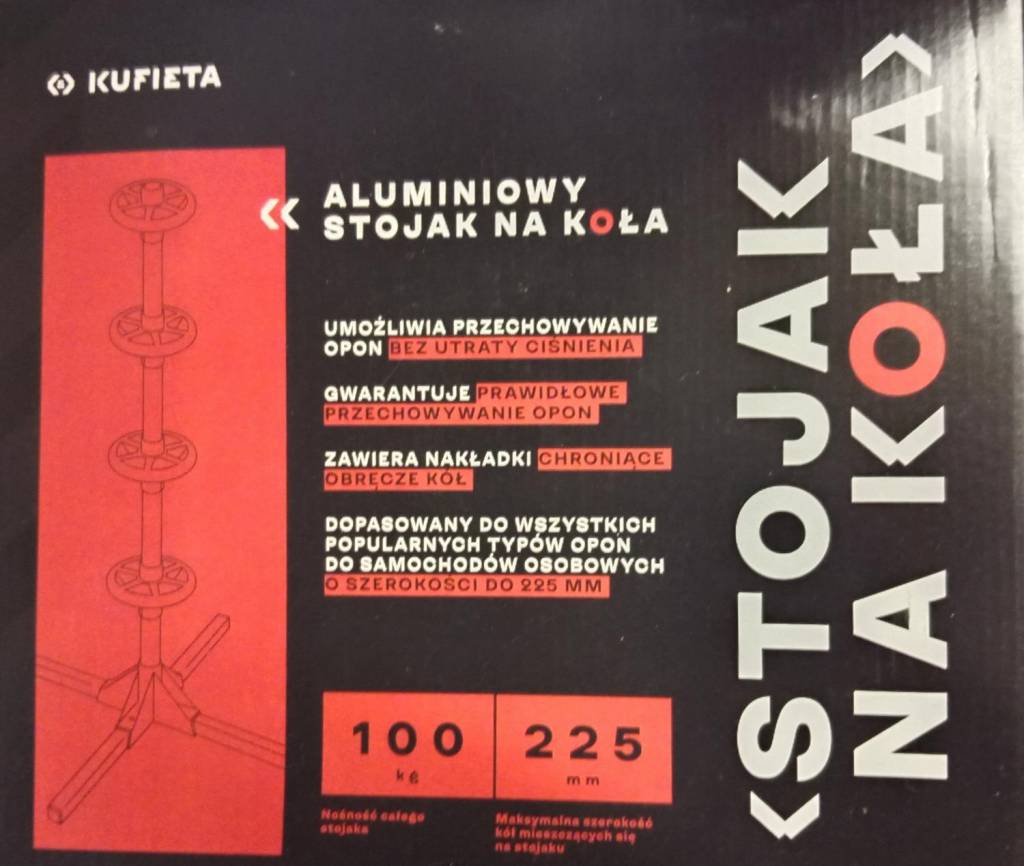 KUFIETA
ALUMINIOWY
STOJAK NA KOŁA
UMOŻLIWIA PRZECHOWYWANIE
OPON BEZ UTRATY CIŚNIENIA
GWARANTUJE PRAWIDŁOWE
PRZECHOWYWANIE OPON
ZAWIERA NAKŁADKI CHRONIĄCE
OBRĘCZE KÓŁ
DOPASOWANY DO WSZYSTKICH
POPULARNYCH TYPÓW OPON
DO SAMOCHODÓW OSOBOWYCH
O SZEROKOŚCI DO 225 MM
100
kg
Nośność całego
stojaka
225
mm
Maksymalna szerokość
kół mieszczących się
na stojaku
STOJAK
NA KOŁA